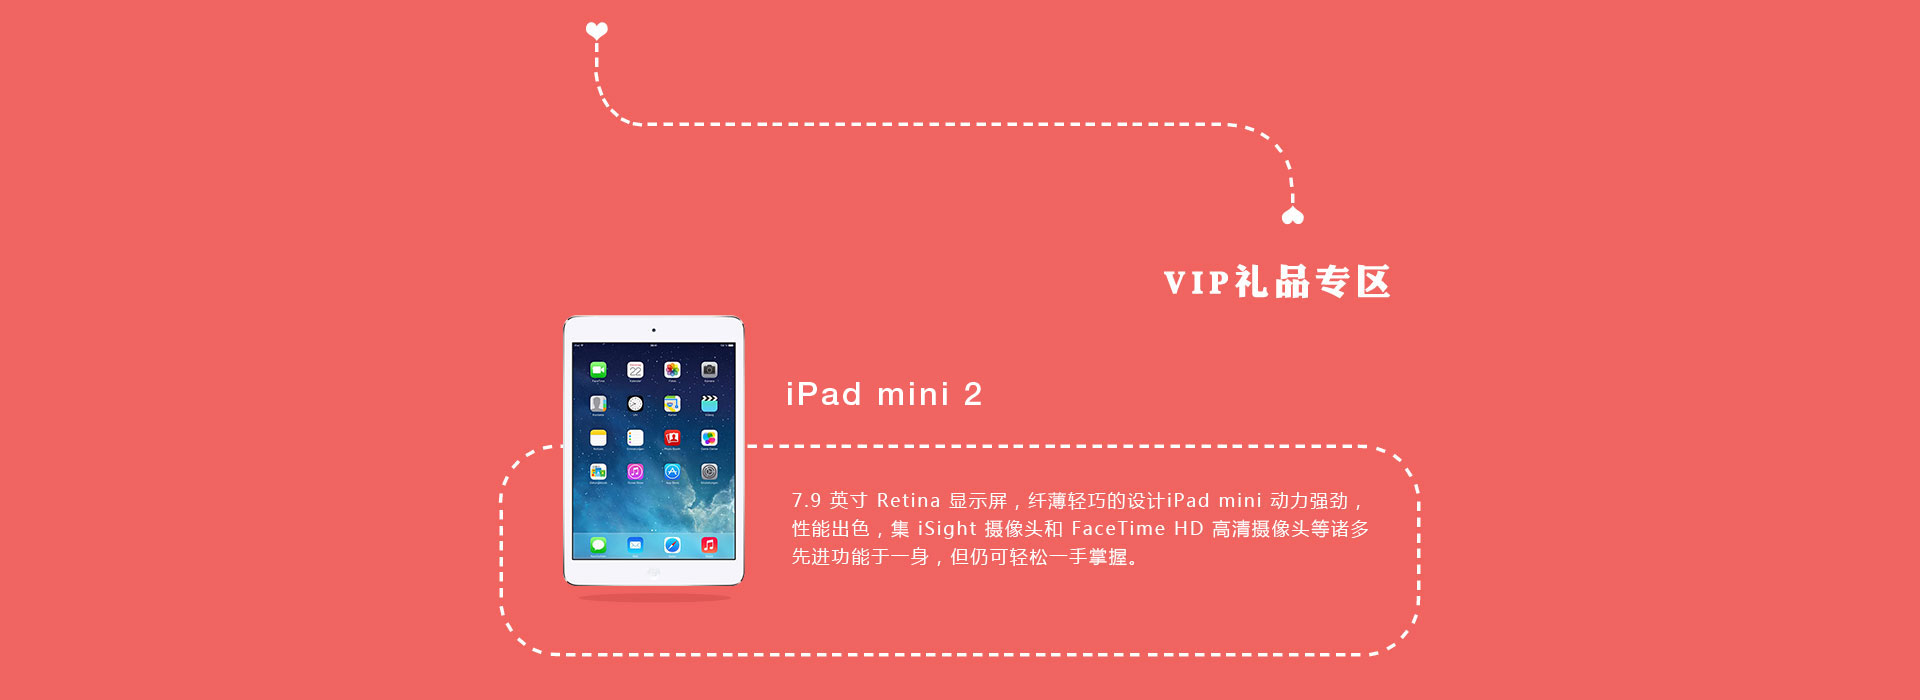 VIP礼品专区
iPad mini 2
7.9 英寸 Retina 显示屏，纤薄轻巧的设计iPad mini 动力强劲，
性能出色，集 iSight 摄像头和 FaceTime HD 高清摄像头等诸多
先进功能于一身，但仍可轻松一手掌握。